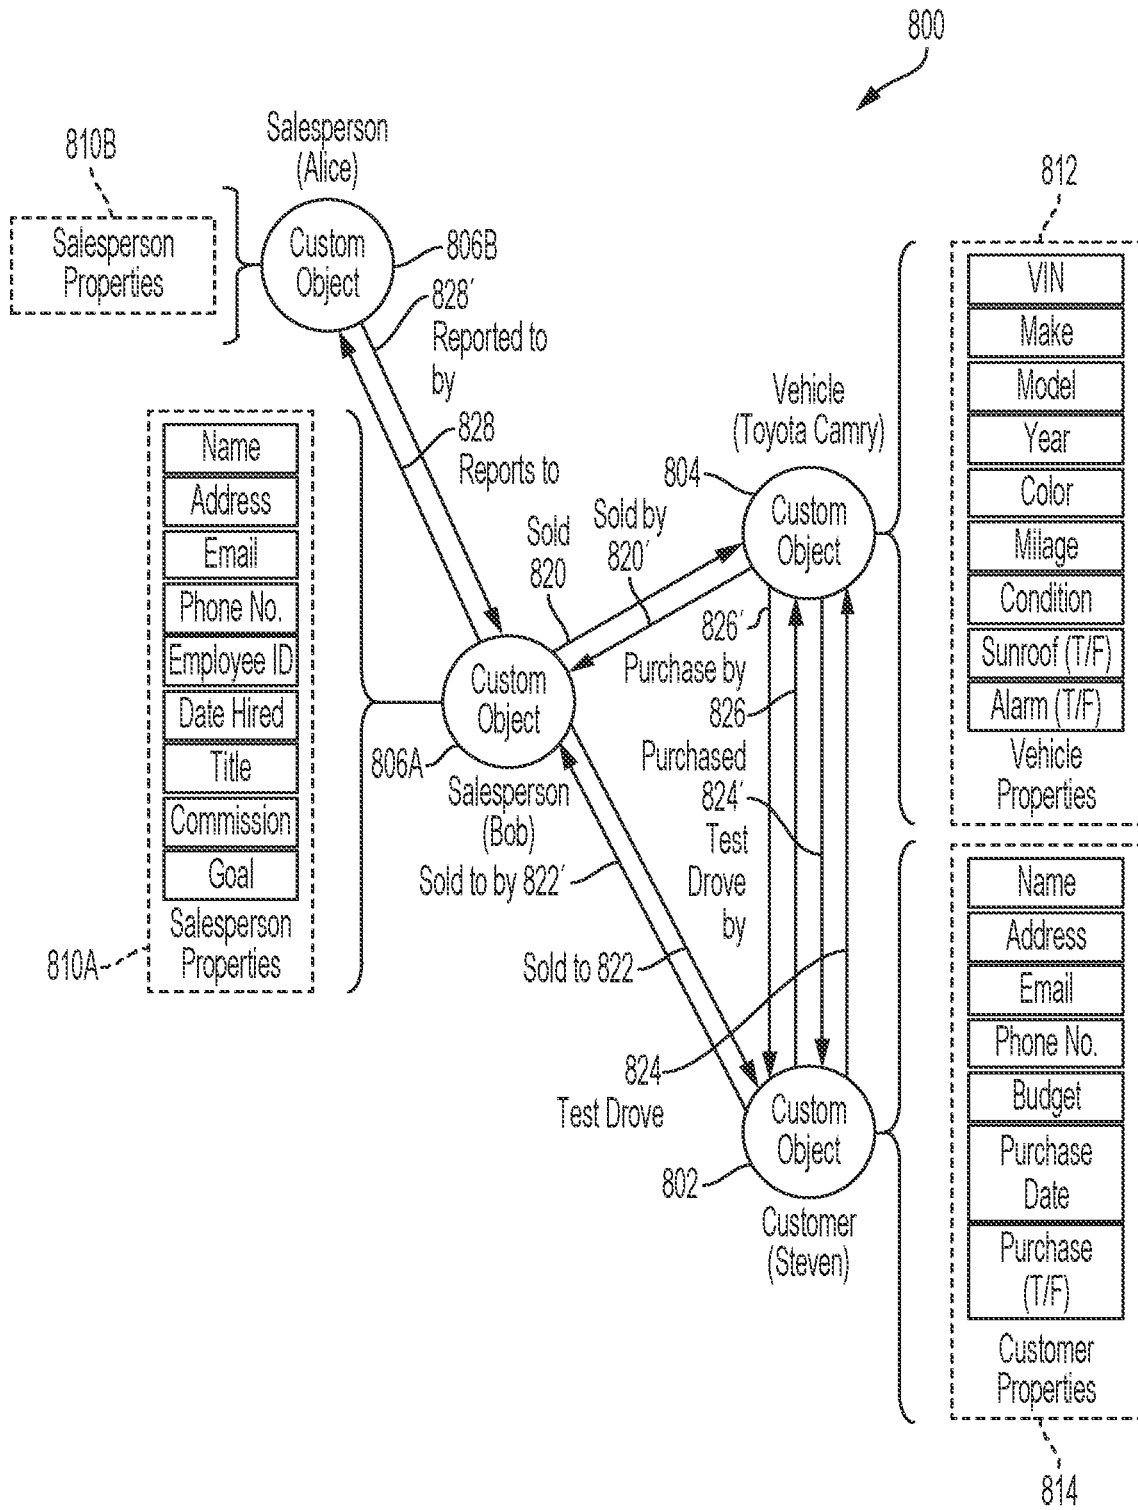 800
810B
Salesperson
(Alice)
Salesperson
Properties
Custom
Object
806B
828′
Reported to
by
828
Reports to
Name
Address
Email
Phone No.
Employee ID
Date Hired
Title
Commission
Goal
Salesperson
Properties
810A
Custom
Object
806A
Salesperson
(Bob)
Sold
820
Sold by
820′
Vehicle
(Toyota Camry)
804
Custom
Object
826′
Purchase by
826
Purchased
824′
Test
Drove
by
Sold to by 822′
Sold to 822
824
Test Drove
Custom
Object
802
Customer
(Steven)
812
VIN
Make
Model
Year
Color
Milage
Condition
Sunroof (T/F)
Alarm (T/F)
Vehicle
Properties
Name
Address
Email
Phone No.
Budget
Purchase
Date
Purchase
(T/F)
Customer
Properties
814